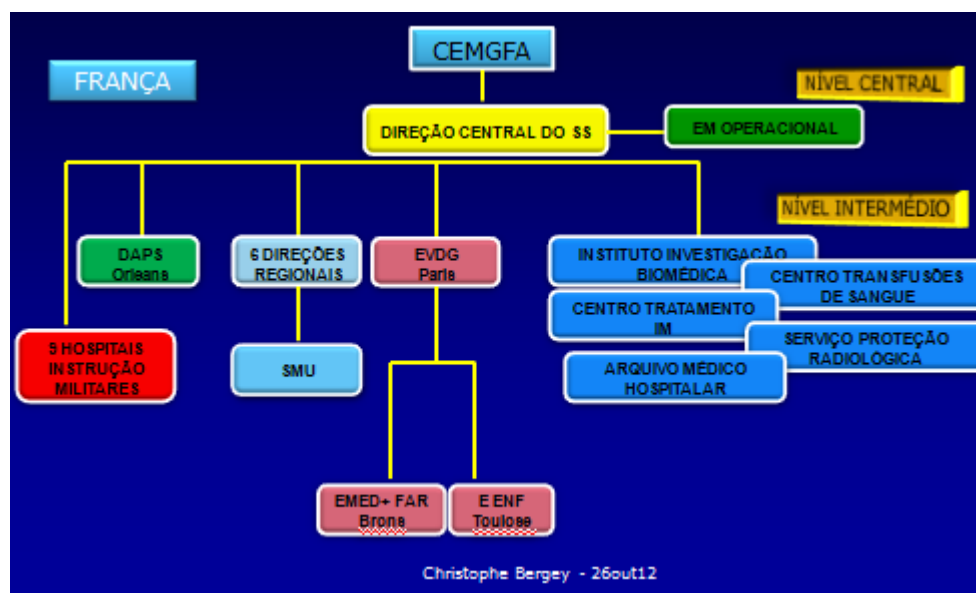 CEMGFA
FRANÇA
NÍVEL CENTRAL
DIREÇÃO CENTRAL DO SS
EM OPERACIONAL
NÍVEL INTERMÉDIO
DAPS
Orleans
6 DIREÇÕES
REGIONAIS
EVDG
Paris
INSTITUTO INVESTIGAÇÃO
BIOMÉDICA
CENTRO TRANSFUSÕES
DE SANGUE
CENTRO TRATAMENTO
IM
SERVIÇO PROTEÇÃO
RADIOLÓGICA
ARQUIVO MÉDICO
HOSPITALAR
9 HOSPITAIS
INSTRUÇÃO
MILITARES
SMU
EMED+ FAR
Brons
E ENF
Toulose
Christophe Bergey - 26out12